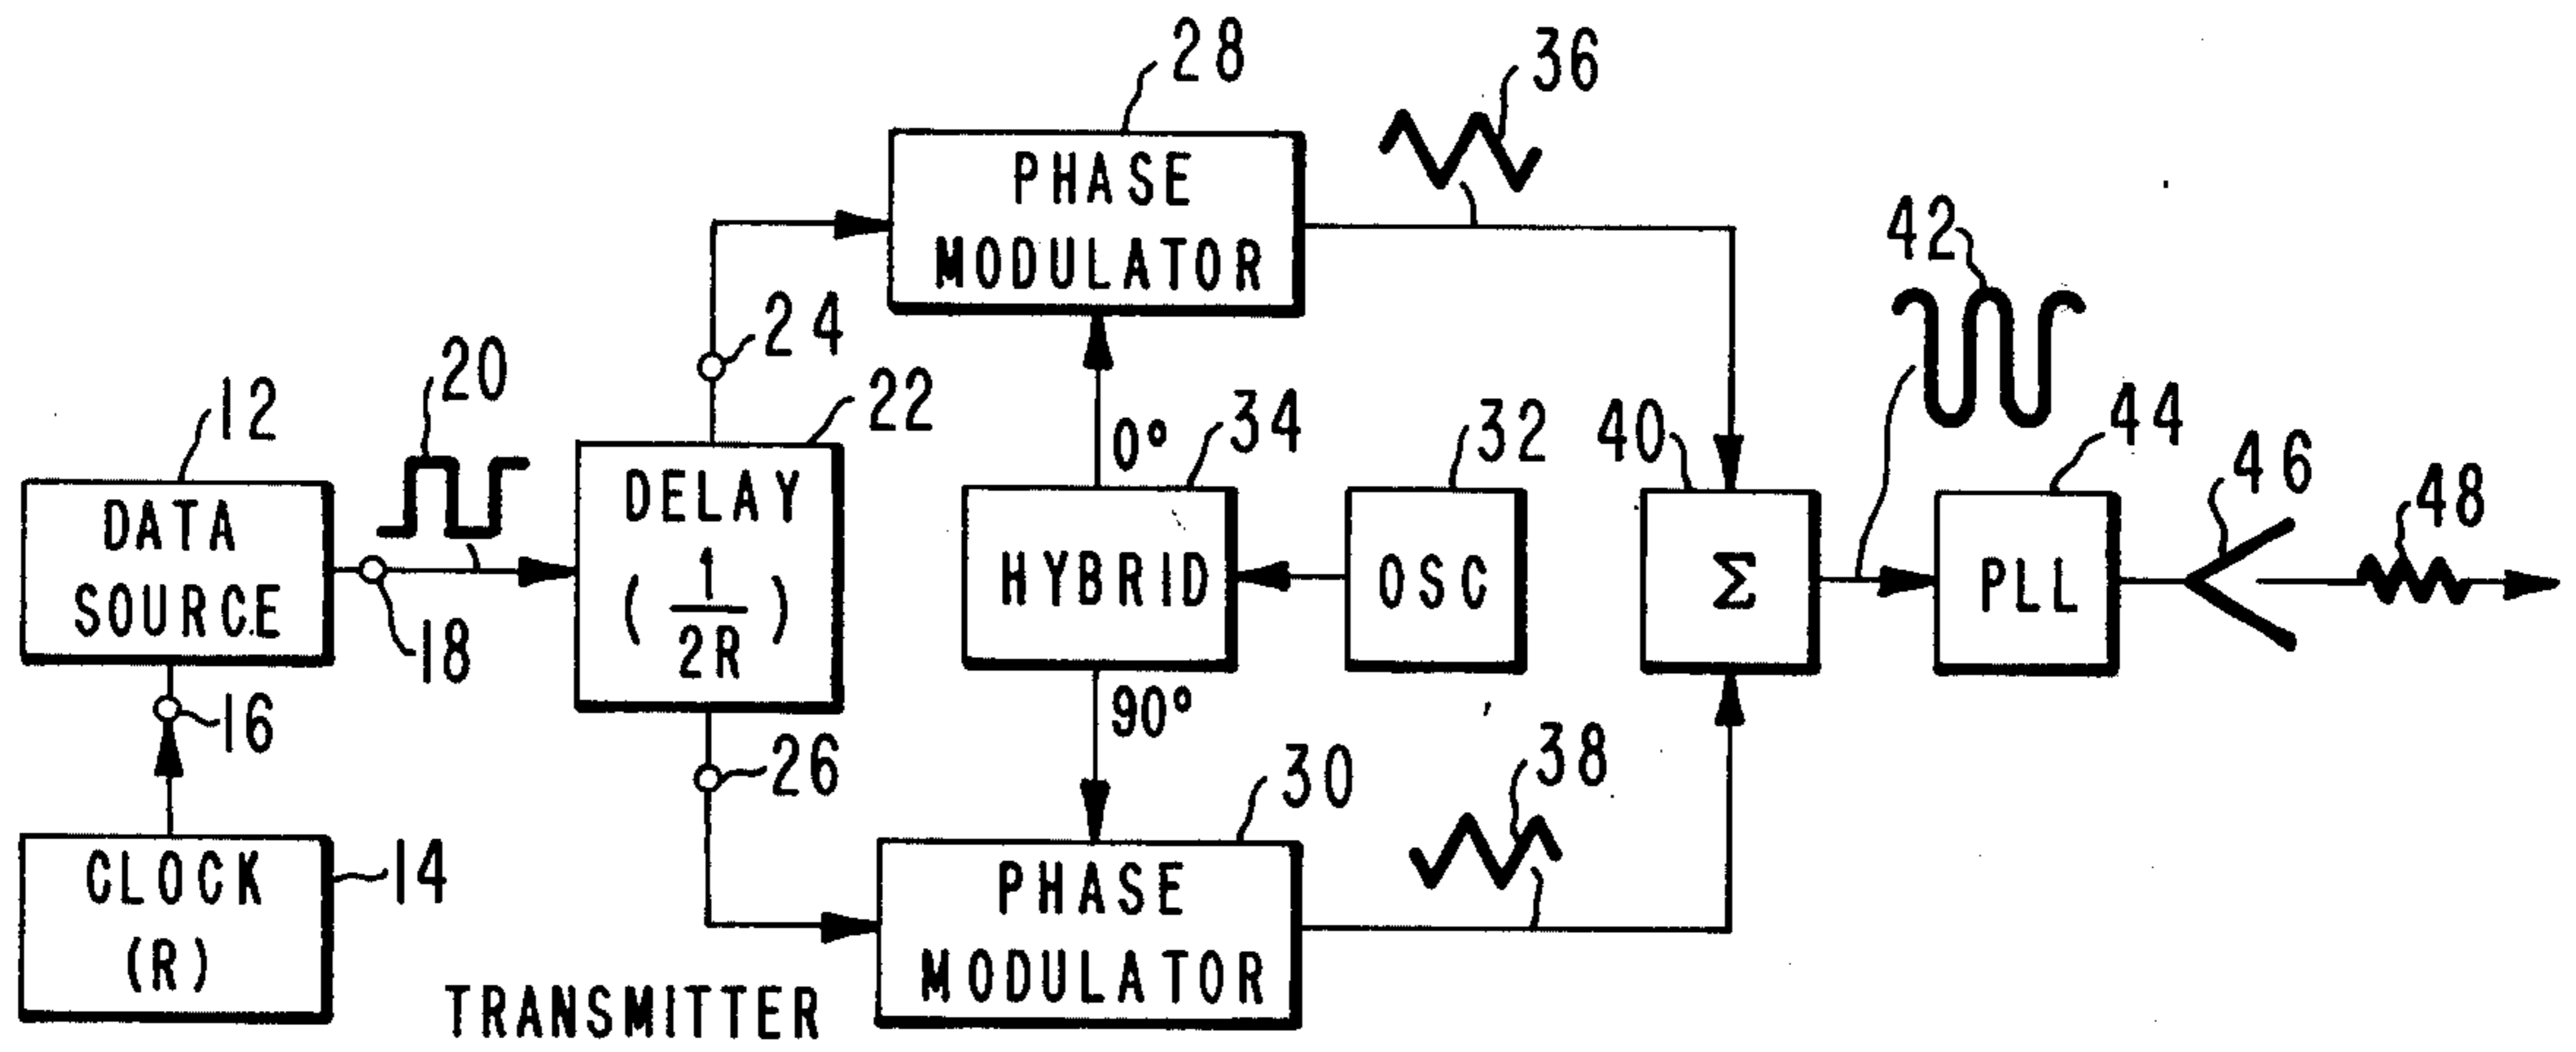 28
36
PHASE
MODULATOR
42
24
20
12
22
34
32
40
44
46
48
0°
DATA
SOURCE
DELAY
( 1/2R )
HYBRID
OSC
Σ
PLL
18
16
90°
26
30
38
CLOCK
(R)
14
PHASE
MODULATOR
TRANSMITTER